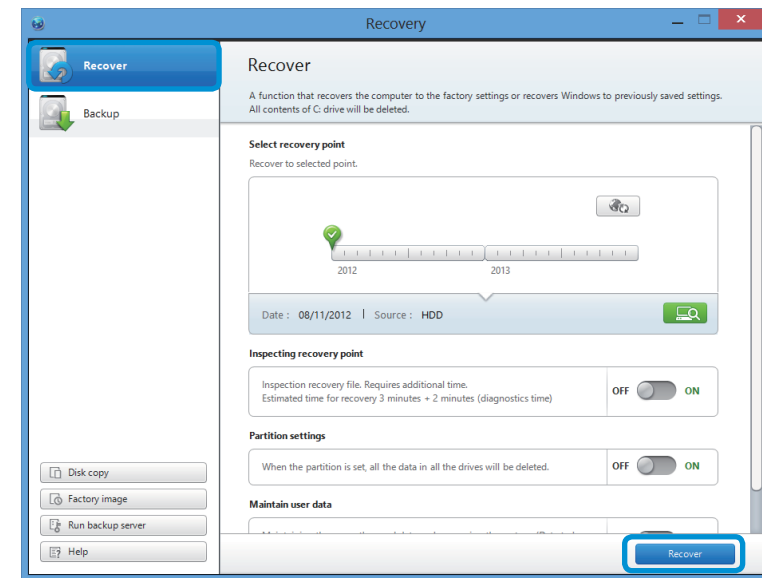 Recovery
Recover
Backup
Disk copy
Factory image
Run backup server
Help
Recover
A function that recovers the computer to the factory settings or recovers Windows to previously saved settings.
All contents of C: drive will be deleted.
Select recovery point
Recover to selected point.
2012 2013
Date : 08/11/2012 | Source : HDD
Inspecting recovery point
Inspection recovery file. Requires additional time.
Estimated time for recovery 3 minutes + 2 minutes (diagnostics time)
OFF ON
Partition settings
When the partition is set, all the data in all the drives will be deleted.
OFF ON
Maintain user data
Recover